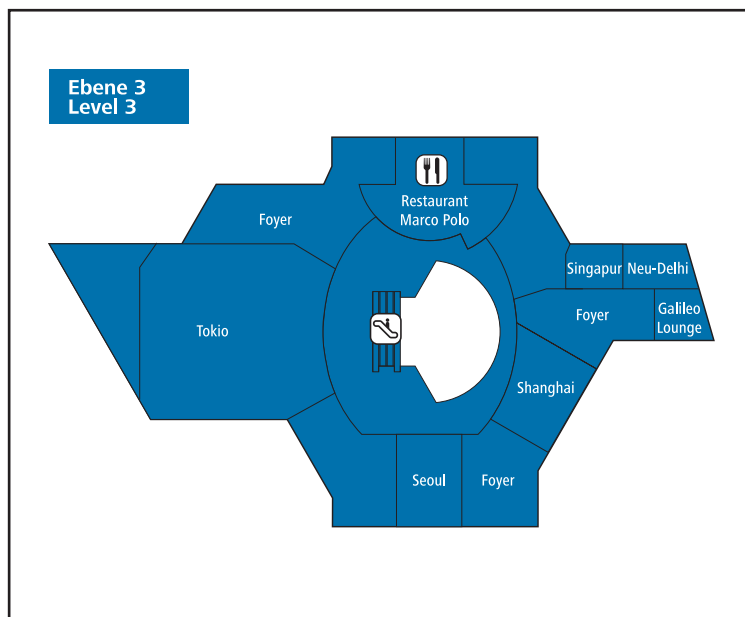 Ebene 3
Level 3
Restaurant
Marco Polo
Foyer
Singapur
Neu-Delhi
Tokio
Foyer
Galileo
Lounge
Shanghai
Seoul
Foyer